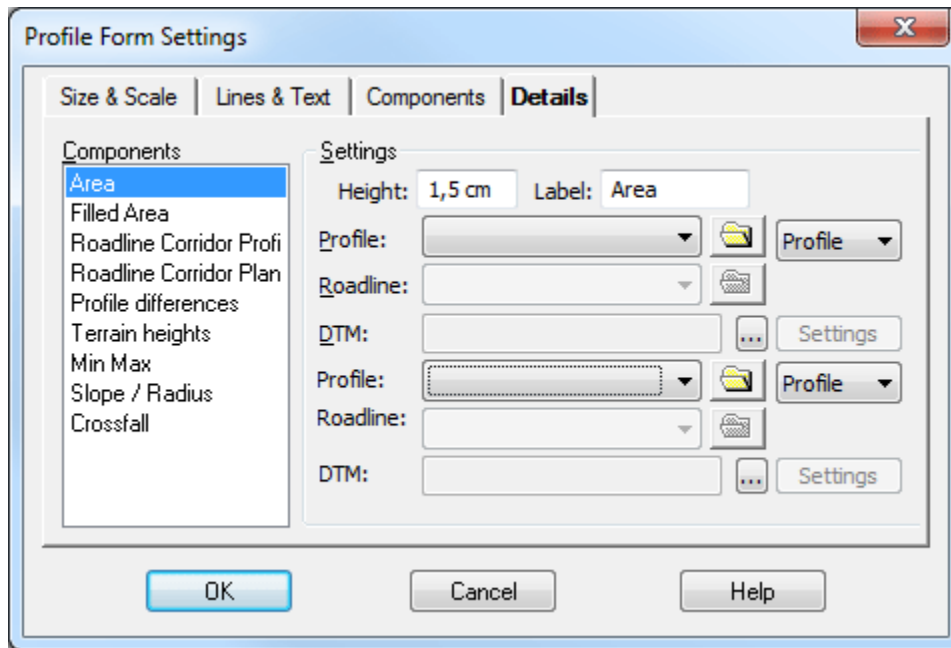 Profile Form Settings
x
Size & Scale Lines & Text Components Details
Components
Area
Filled Area
Roadline Corridor Profi
Roadline Corridor Plan
Profile differences
Terrain heights
Min Max
Slope / Radius
Crossfall
Settings
Height: 1,5 cm Label: Area
Profile: Profile
Roadline:
DTM: ... Settings
Profile: Profile
Roadline:
DTM: ... Settings
OK Cancel Help